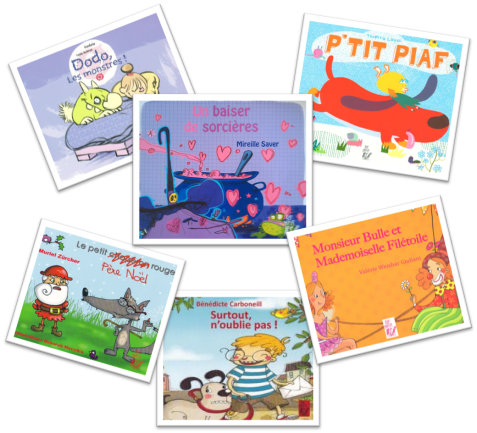 Dodo,
Les monstres !
P'TIT PIAF
Un baiser
de sorcières
Mireille Saver
Muriel Zürcher
Le petit rouge
Père Noël
Monsieur Bulle et
Mademoiselle Filétoile
Bénédicte Carboneill
Surtout,
n'oublie pas !